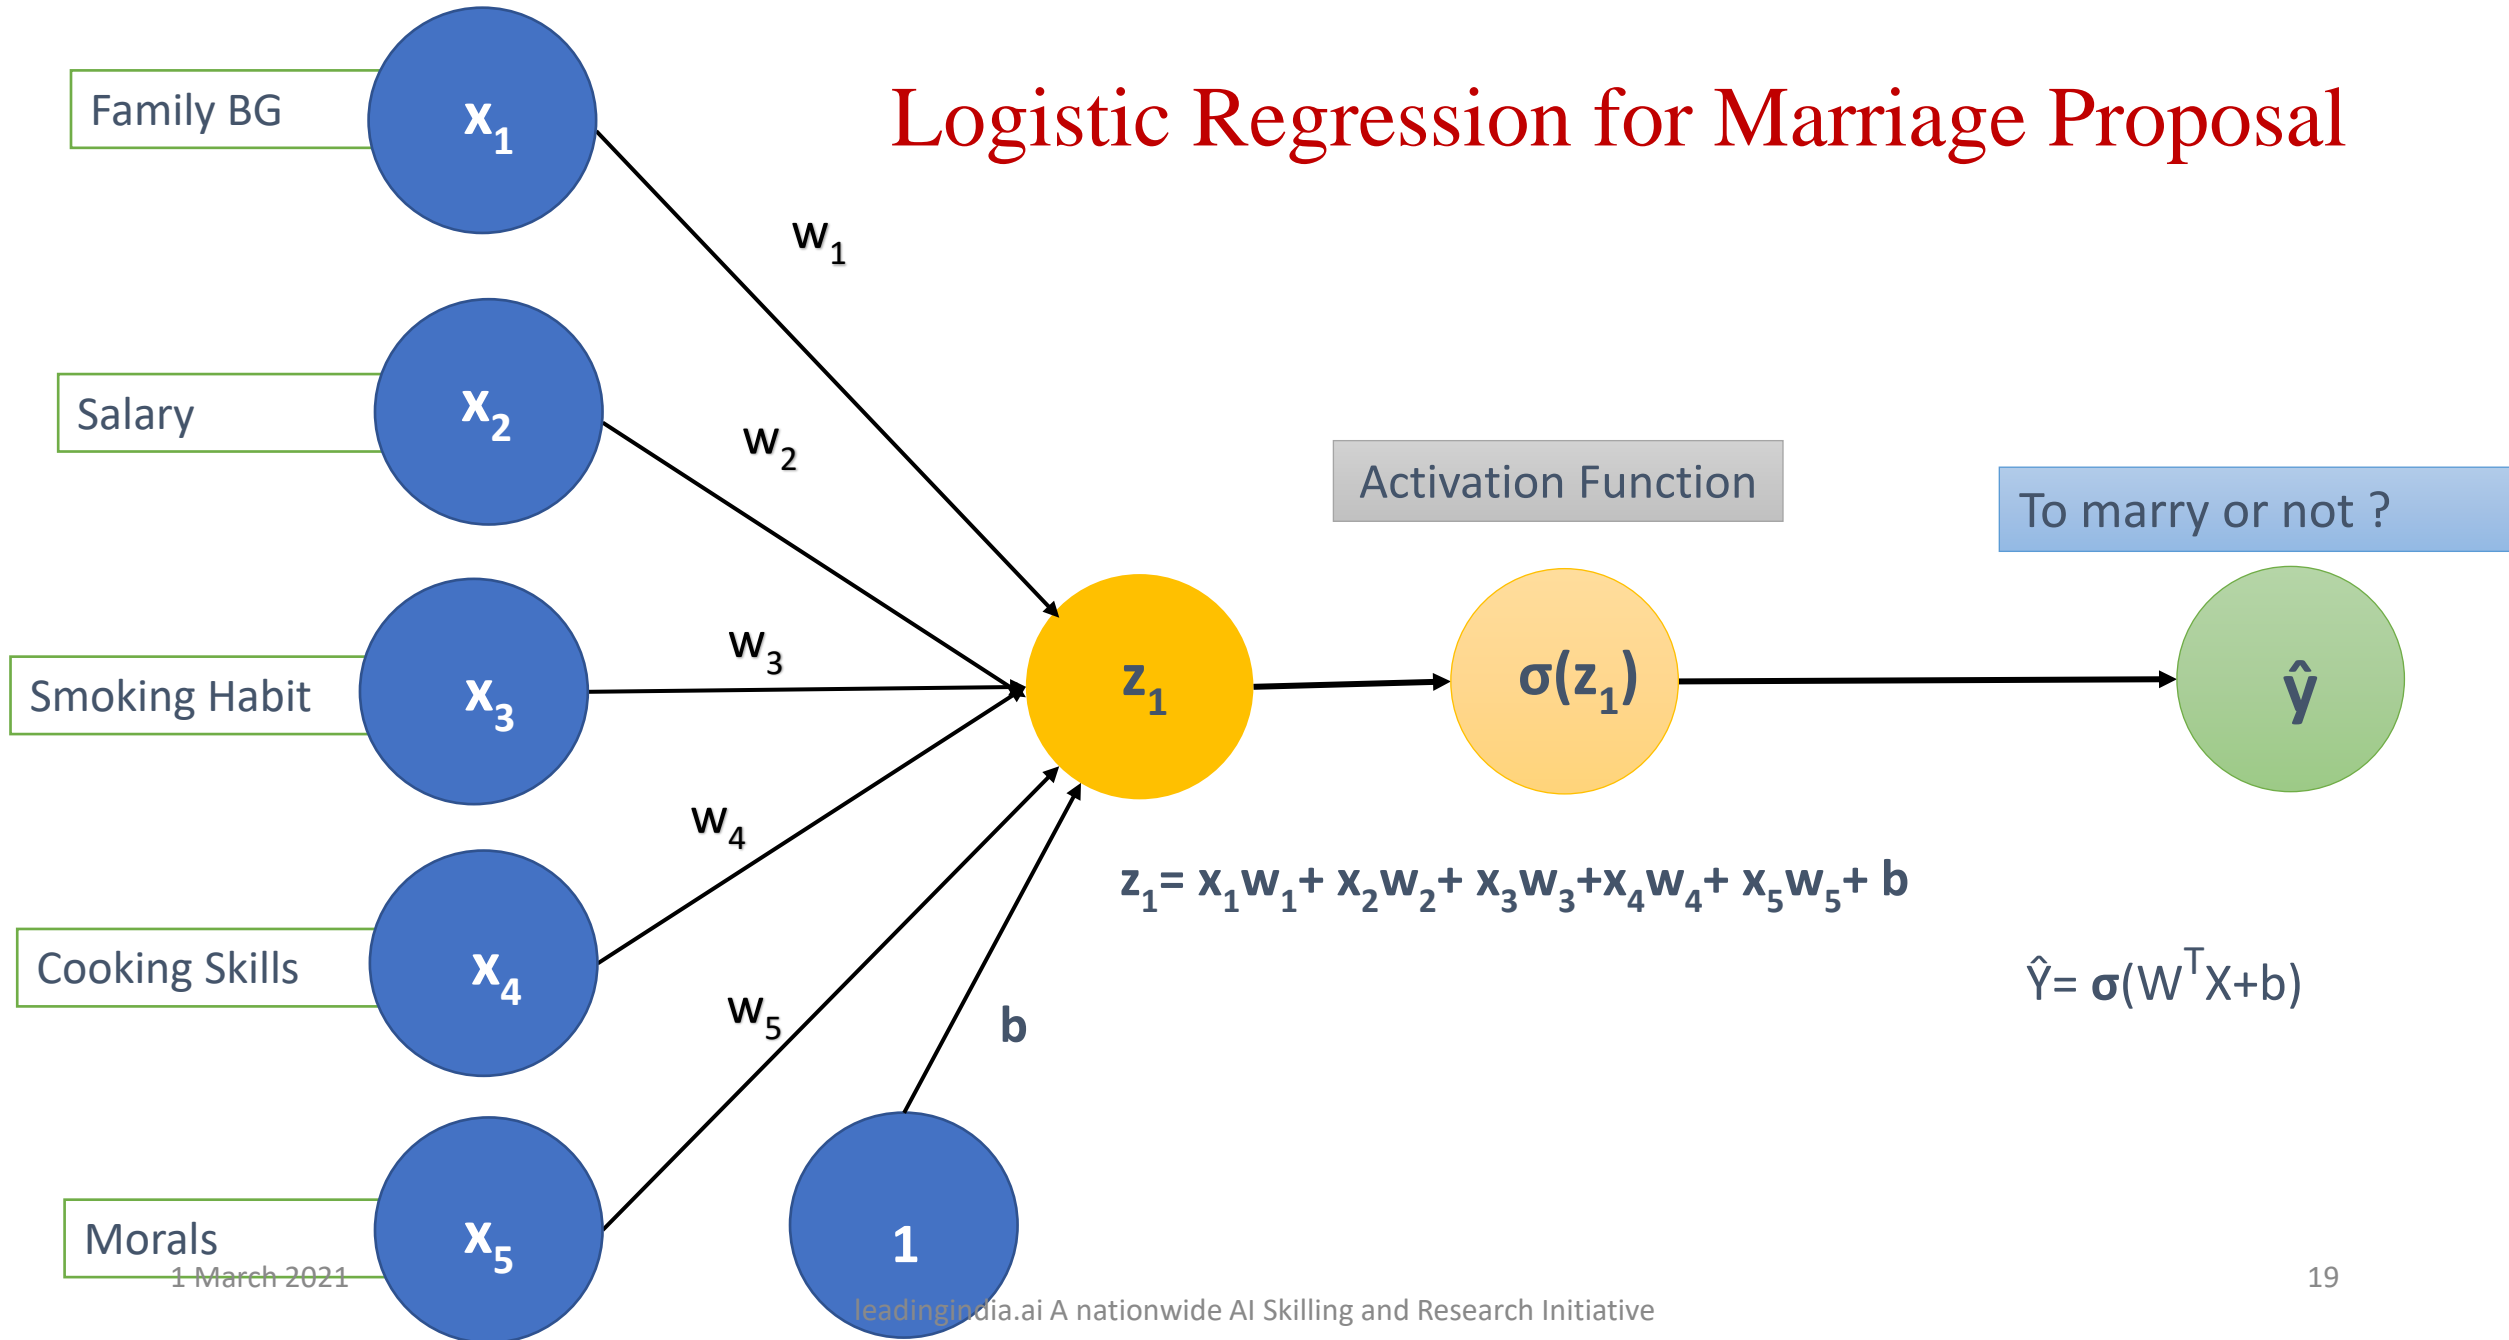 Logistic Regression for Marriage Proposal
Family BG
x₁
w₁
Salary
x₂
w₂
Activation Function
To marry or not ?
Smoking Habit
x₃
w₃
z₁
σ(z₁)
ŷ
w₄
z₁= x₁w₁+ x₂w₂+ x₃w₃+x₄w₄+ x₅w₅+ b
Cooking Skills
x₄
Ŷ= σ(WᵀX+b)
w₅
b
Morals
x₅
1
1 March 2021
19
leadingindia.ai A nationwide AI Skilling and Research Initiative